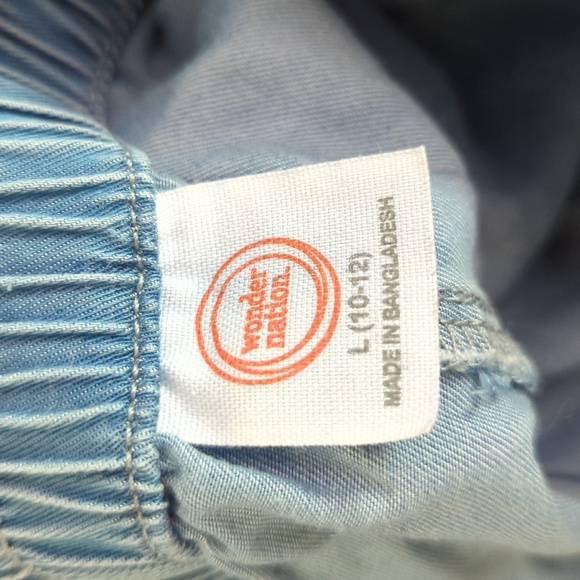 wonder
nation.
L (10-12)
MADE IN BANGLADESH